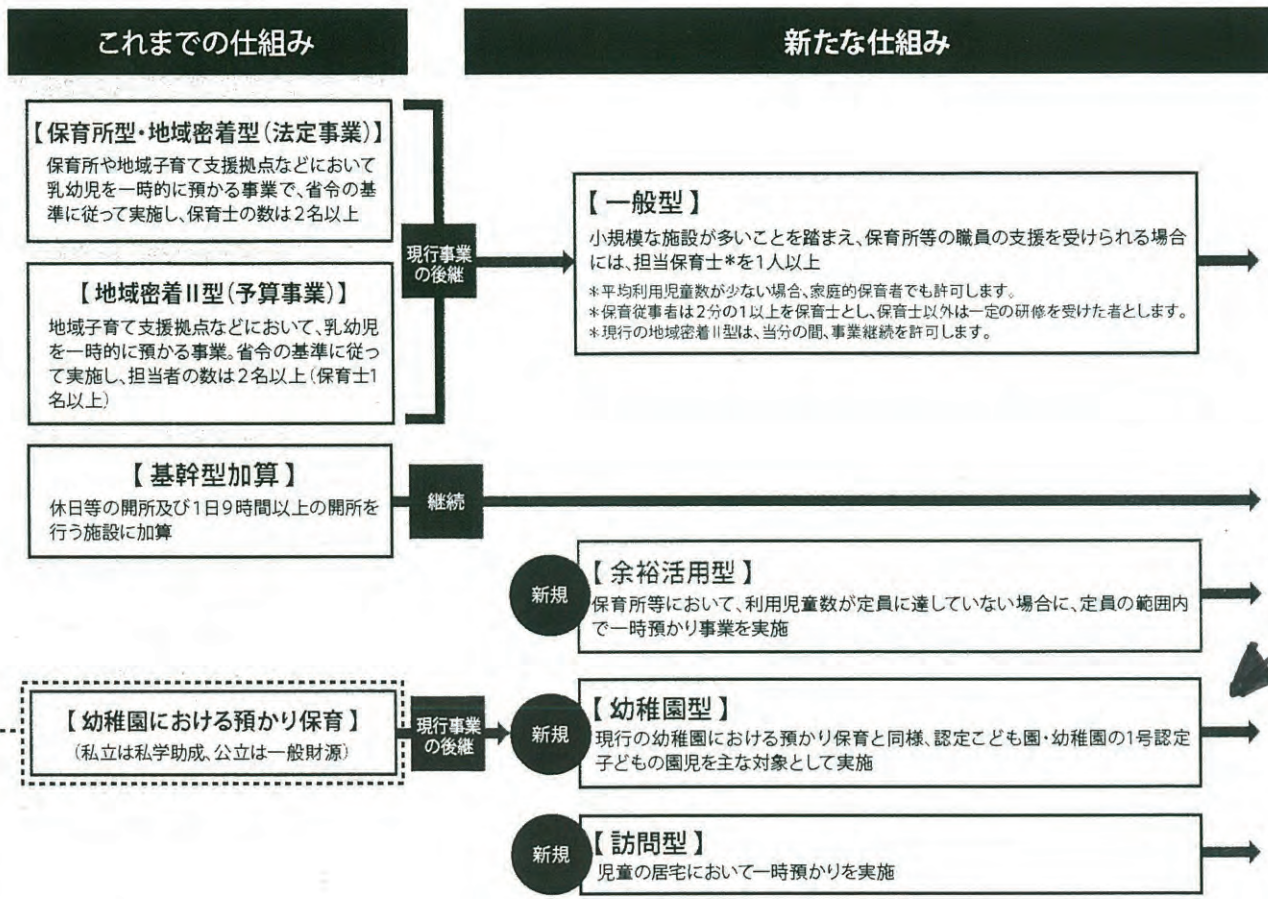 これまでの仕組み
新たな仕組み
【保育所型・地域密着型(法定事業)】
保育所や地域子育て支援拠点などにおいて
乳幼児を一時的に預かる事業で、省令の基
準に従って実施し、保育士の数は2名以上
【地域密着II型(予算事業)】
地域子育て支援拠点などにおいて、乳幼児
を一時的に預かる事業。省令の基準に従っ
て実施し、担当者の数は2名以上(保育士1
名以上)
現行事業
の後継
【一般型】
小規模な施設が多いことを踏まえ、保育所等の職員の支援を受けられる場合
には、担当保育士*を1人以上
*平均利用児童数が少ない場合、家庭的保育者でも許可します。
*保育従事者は2分の1以上を保育士とし、保育士以外は一定の研修を受けた者とします。
*現行の地域密着II型は、当分の間、事業継続を許可します。
【基幹型加算】
休日等の開所及び1日9時間以上の開所を
行う施設に加算
継続
新規
【余裕活用型】
保育所等において、利用児童数が定員に達していない場合に、定員の範囲内
で一時預かり事業を実施
【幼稚園における預かり保育】
(私立は私学助成、公立は一般財源)
現行事業
の後継
新規
【幼稚園型】
現行の幼稚園における預かり保育と同様、認定こども園・幼稚園の1号認定
子どもの園児を主な対象として実施
新規
【訪問型】
児童の居宅において一時預かりを実施